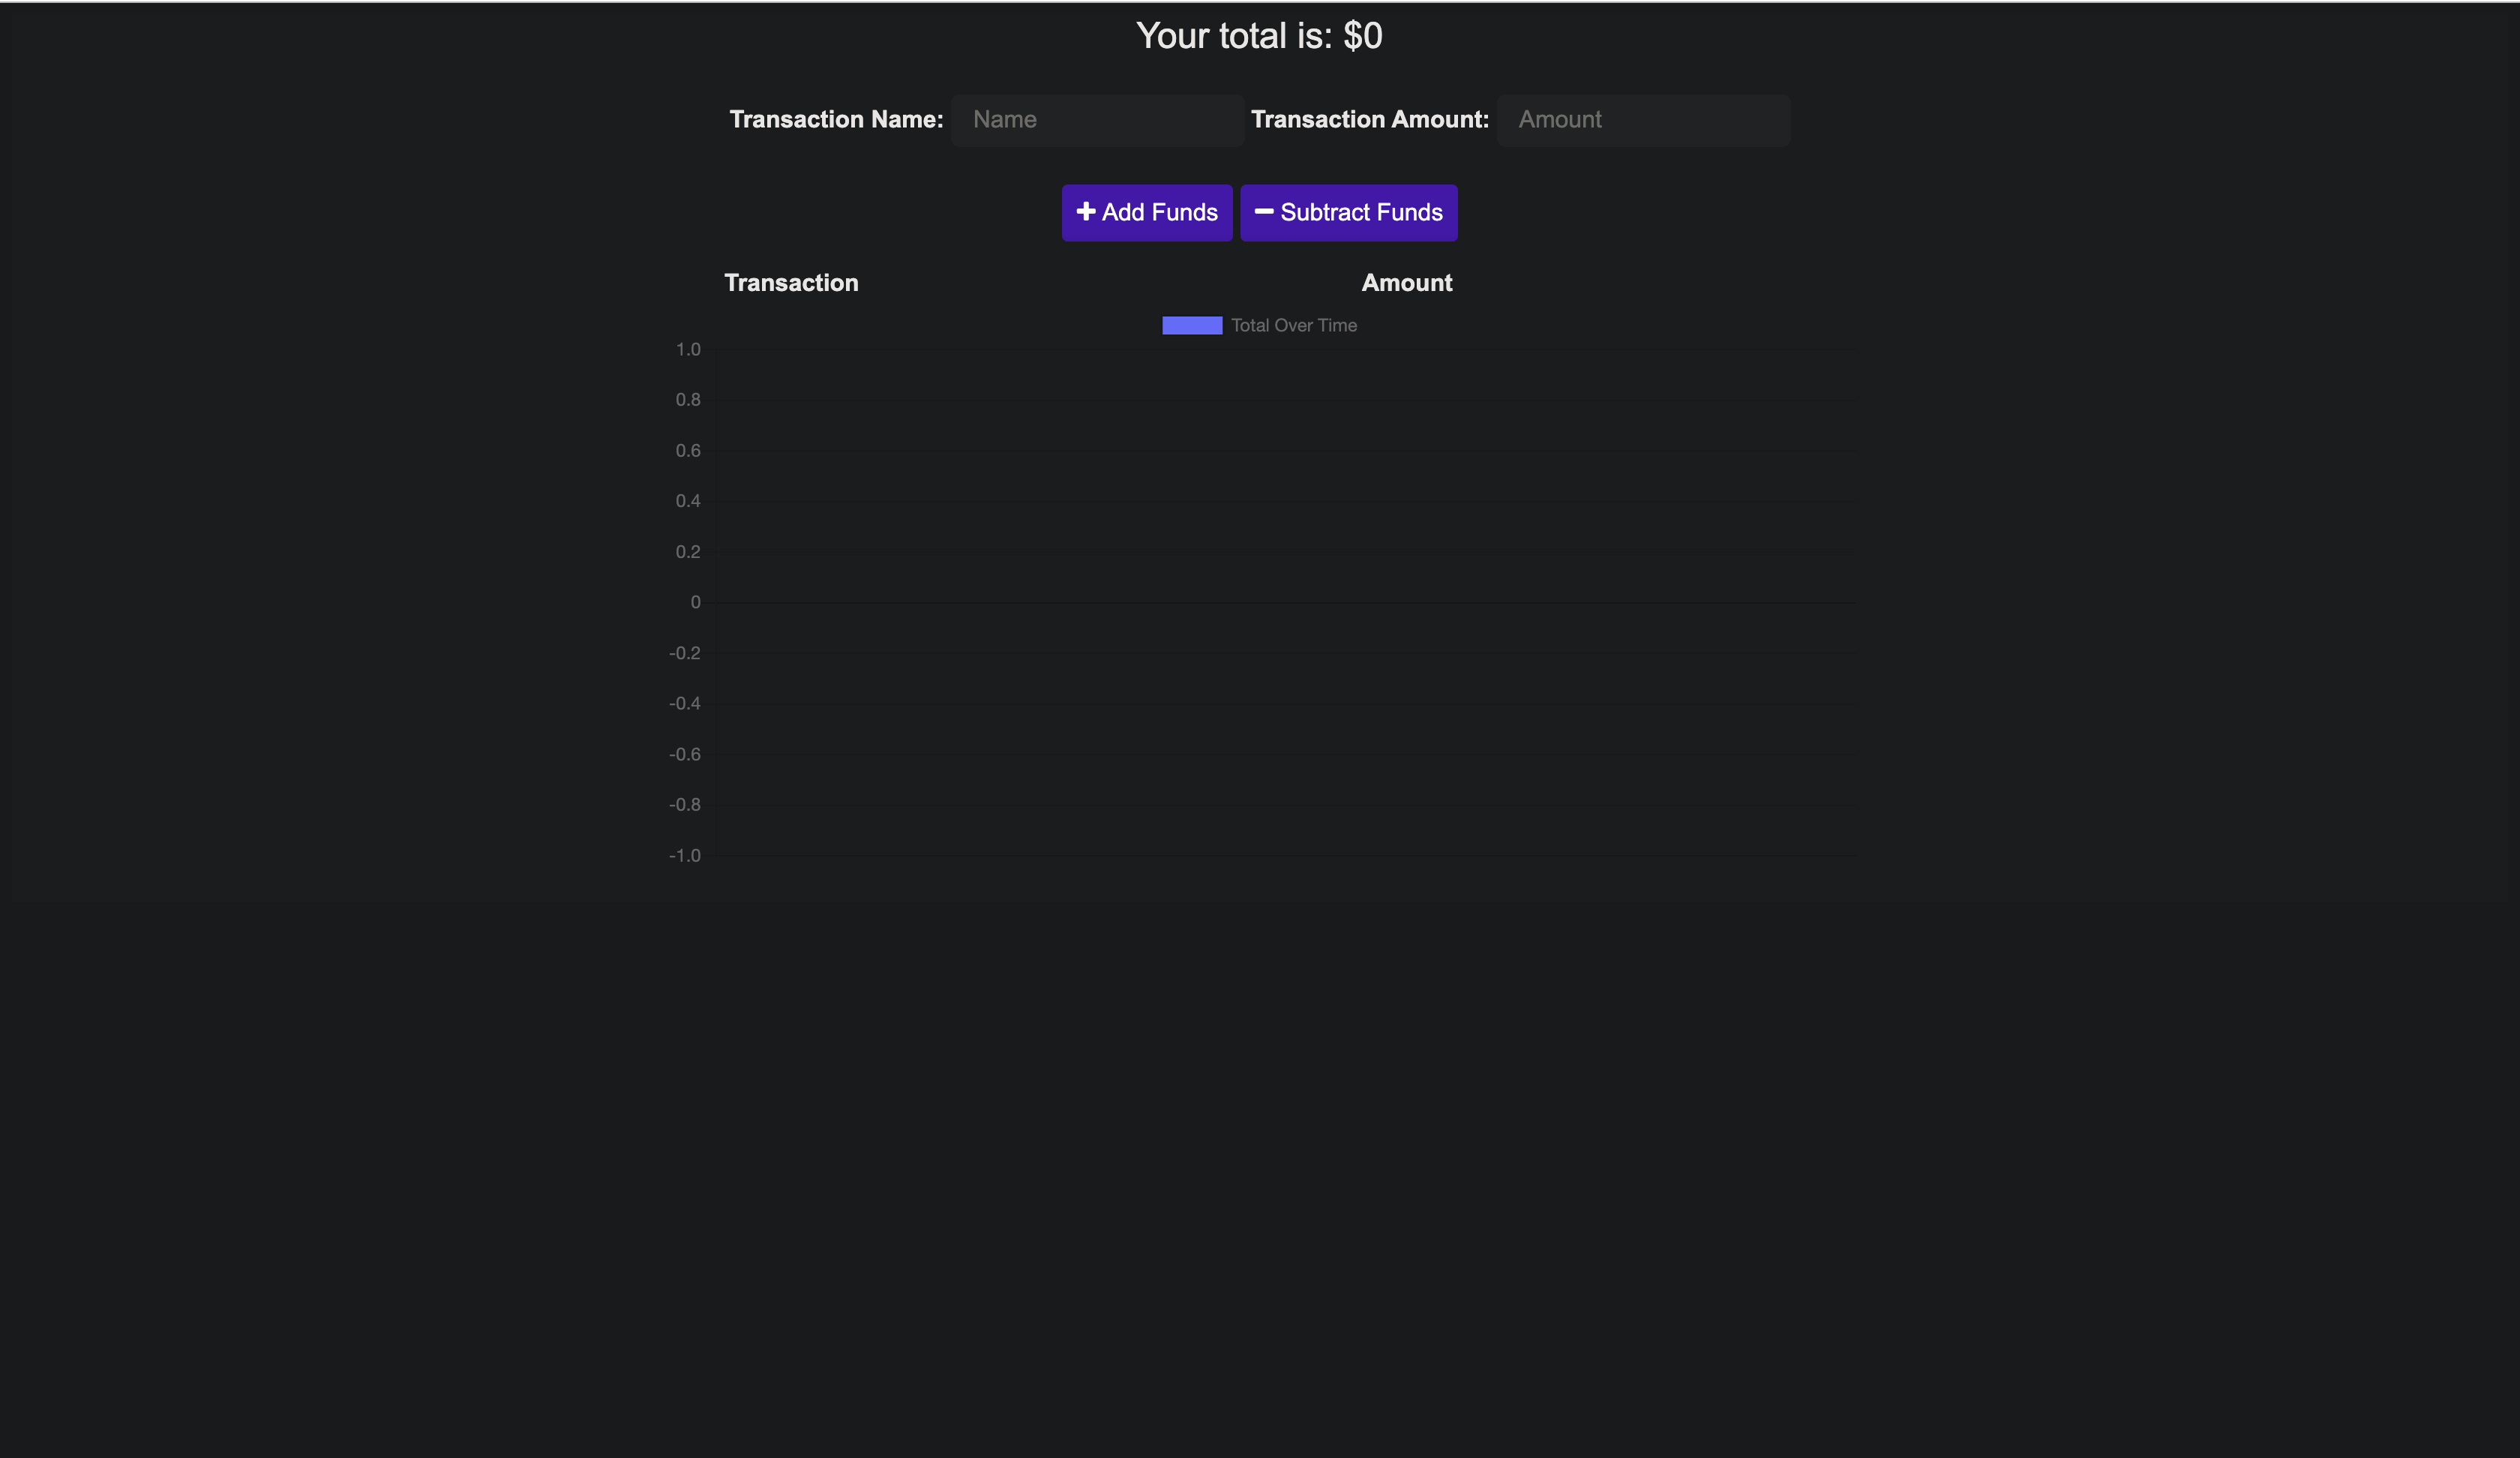 Your total is: $0
Transaction Name: Name Transaction Amount: Amount
Add Funds Subtract Funds
Transaction Amount
Total Over Time
1.0
0.8
0.6
0.4
0.2
0
-0.2
-0.4
-0.6
-0.8
-1.0